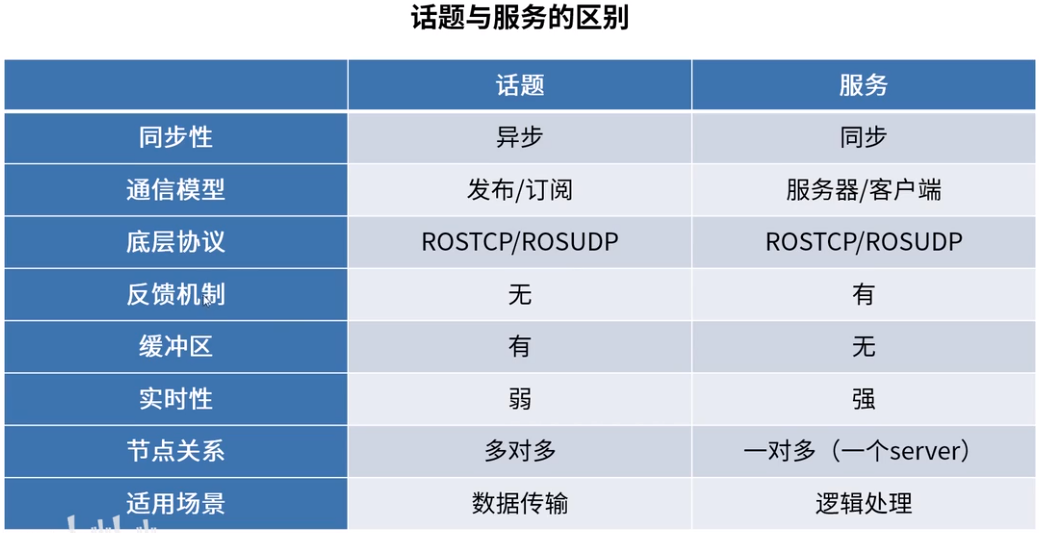 话题与服务的区别
话题 服务
同步性 异步 同步
通信模型 发布/订阅 服务器/客户端
底层协议 ROSTCP/ROSUDP ROSTCP/ROSUDP
反馈机制 无 有
缓冲区 有 无
实时性 弱 强
节点关系 多对多 一对多（一个server）
适用场景 数据传输 逻辑处理